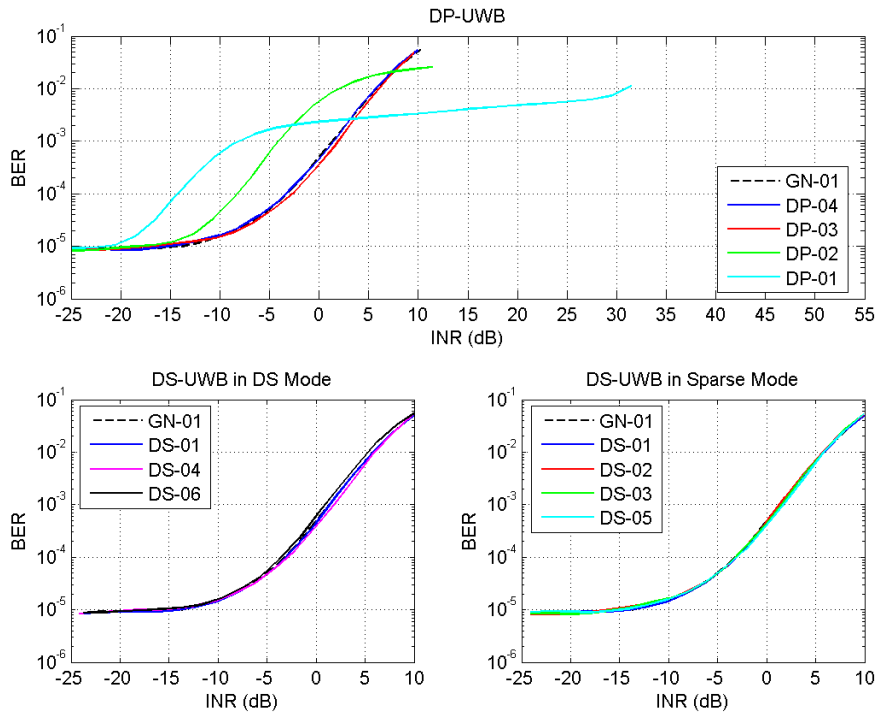 DP-UWB
10^-1
10^-2
10^-3
10^-4
10^-5
10^-6
BER
-25 -20 -15 -10 -5 0 5 10 15 20 25 30 35 40 45 50 55
INR (dB)
GN-01
DP-04
DP-03
DP-02
DP-01
DS-UWB in DS Mode
10^-1
10^-2
10^-3
10^-4
10^-5
10^-6
BER
-25 -20 -15 -10 -5 0 5 10
INR (dB)
GN-01
DS-01
DS-04
DS-06
DS-UWB in Sparse Mode
10^-1
10^-2
10^-3
10^-4
10^-5
10^-6
BER
-25 -20 -15 -10 -5 0 5 10
INR (dB)
GN-01
DS-01
DS-02
DS-03
DS-05